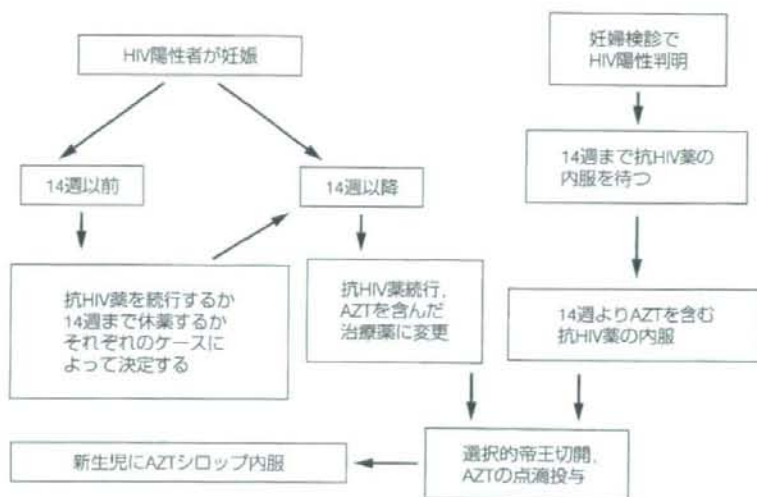 HIV陽性者が妊娠
妊婦検診で
HIV陽性判明
14週以前
14週以降
14週まで抗HIV薬の
内服を待つ
抗HIV薬を続行するか
14週まで休薬するか
それぞれのケースに
よって決定する
抗HIV薬続行,
AZTを含んだ
治療薬に変更
14週よりAZTを含む
抗HIV薬の内服
新生児にAZTシロップ内服
選択的帝王切開,
AZTの点滴投与